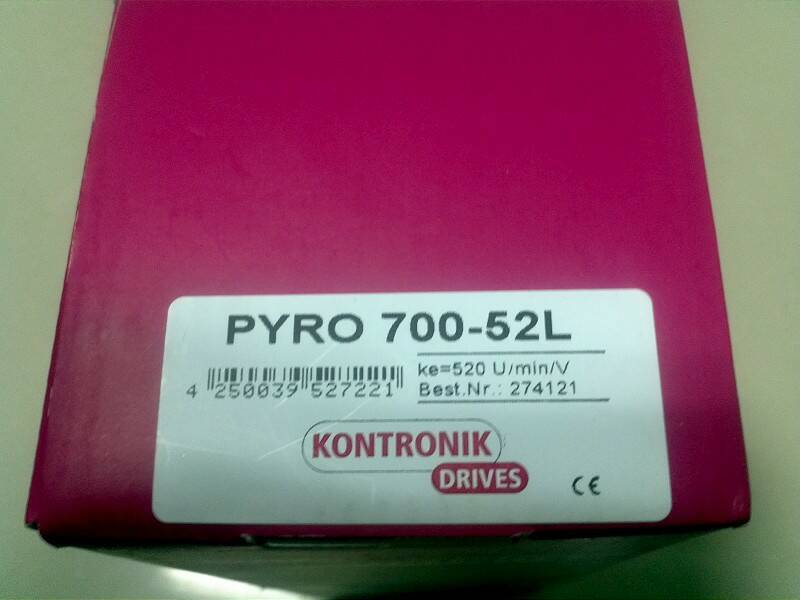 PYRO 700-52L
ke=520 U/min/V
4 250039 527221
Best.Nr.: 274121
KONTRONIK
DRIVES
CE